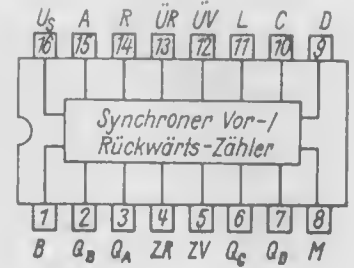 U_S A R ÜR ÜV L C D
16 15 14 13 12 11 10 9
Synchroner Vor-/
Rückwärts-Zähler
1 2 3 4 5 6 7 8
B Q_B Q_A ZR ZV Q_C Q_D M